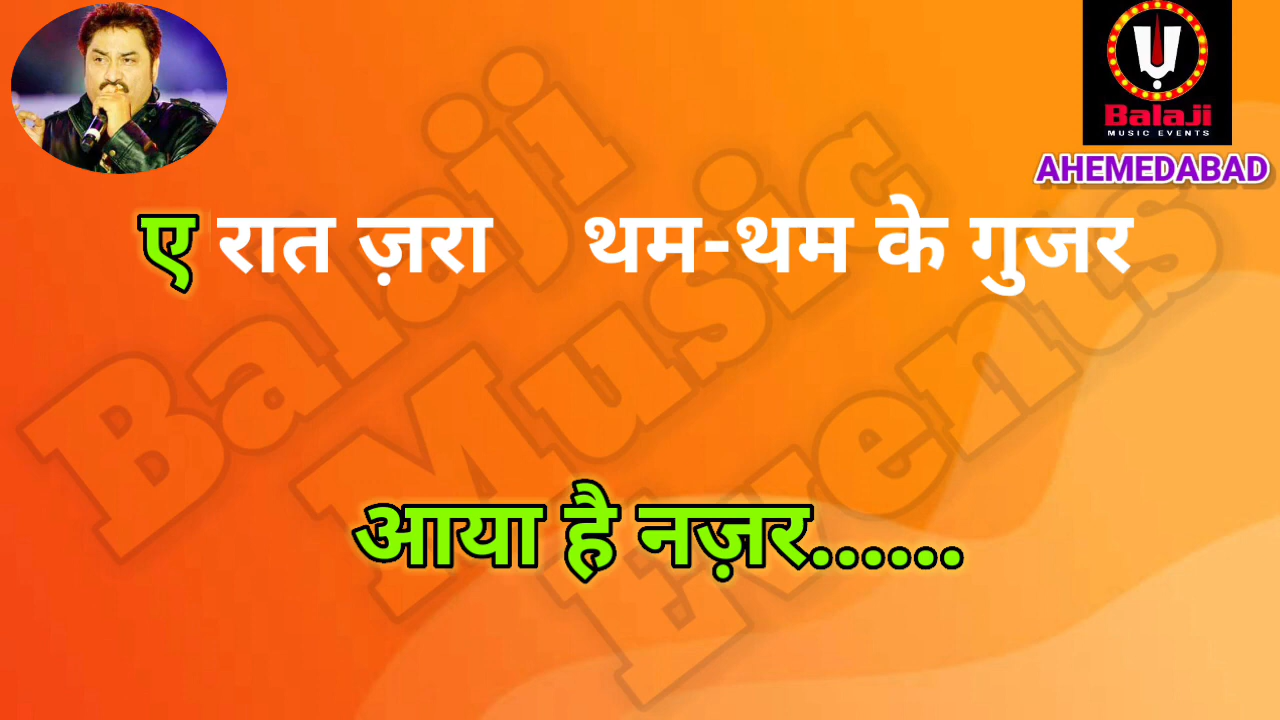 Balaji
MUSIC EVENTS
AHEMEDABAD
ए रात ज़रा थम-थम के गुजर
आया है नज़र......
Balaji
Music
Events